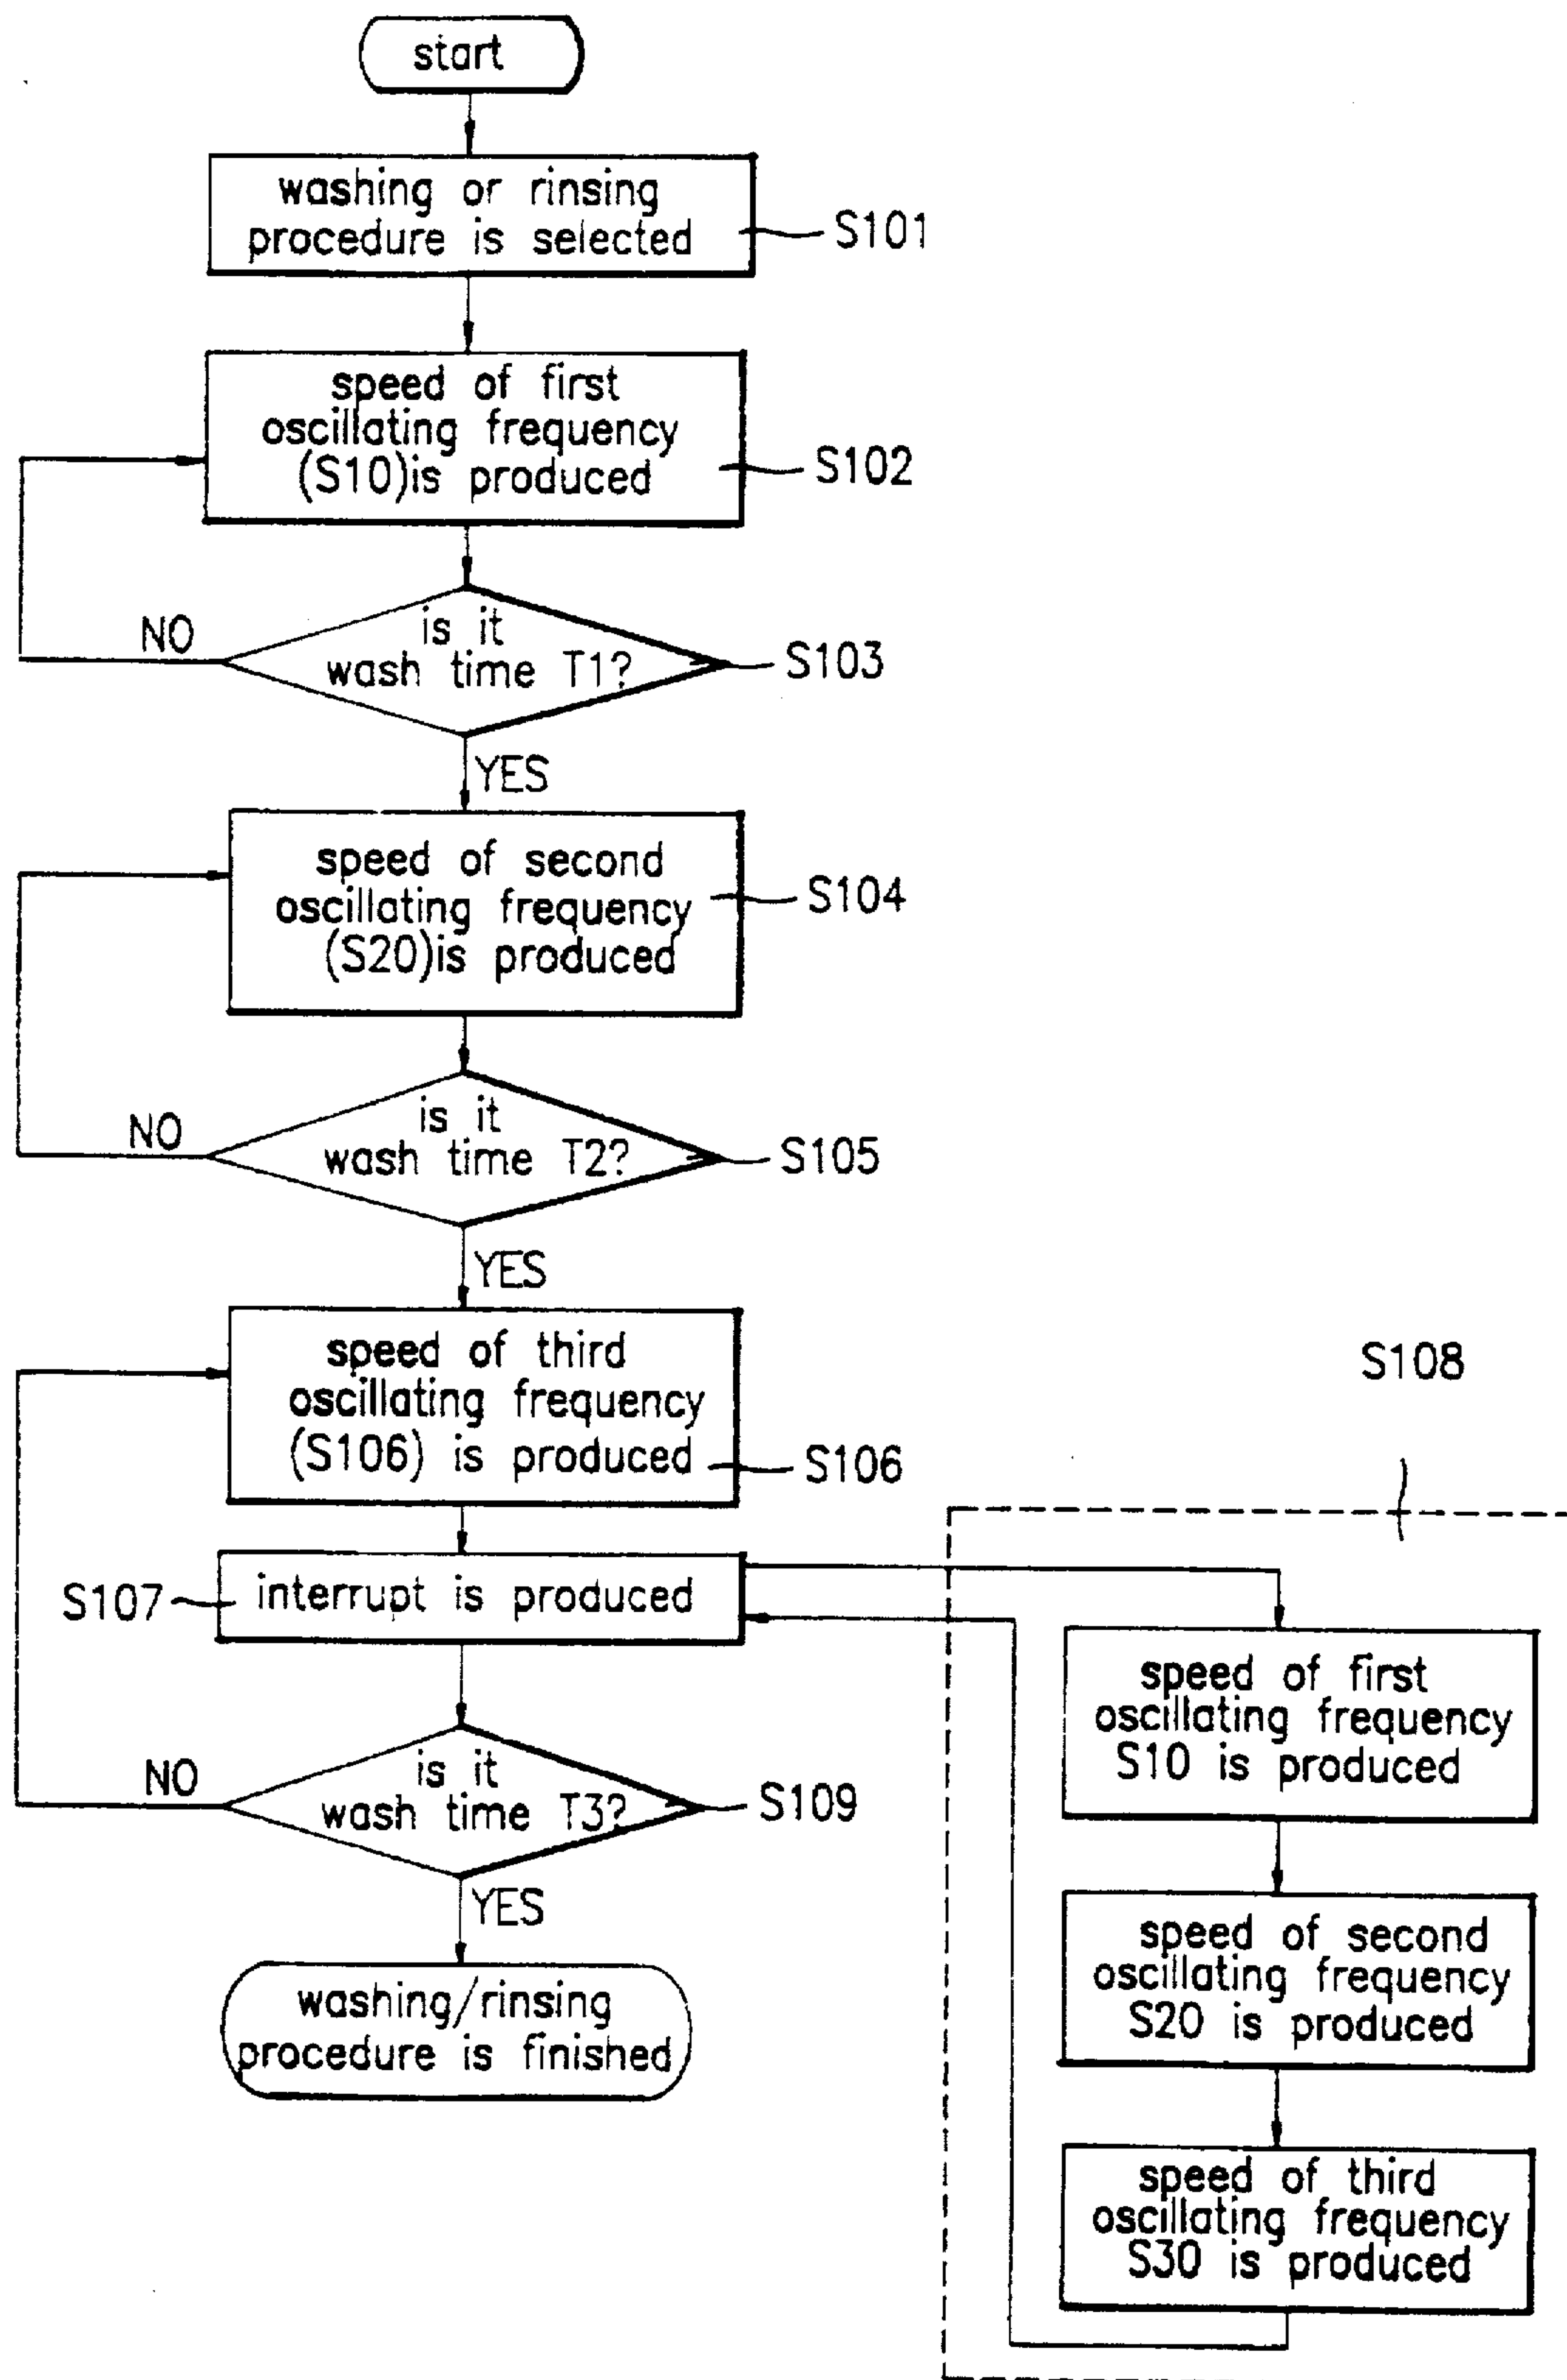 start
washing or rinsing
procedure is selected
S101
speed of first
oscillating frequency
(S10)is produced
S102
NO
is it
wash time T1?
S103
YES
speed of second
oscillating frequency
(S20)is produced
S104
NO
is it
wash time T2?
S105
YES
speed of third
oscillating frequency
(S106) is produced
S106
S107
interrupt is produced
NO
is it
wash time T3?
S109
YES
washing/rinsing
procedure is finished
S108
speed of first
oscillating frequency
S10 is produced
speed of second
oscillating frequency
S20 is produced
speed of third
oscillating frequency
S30 is produced